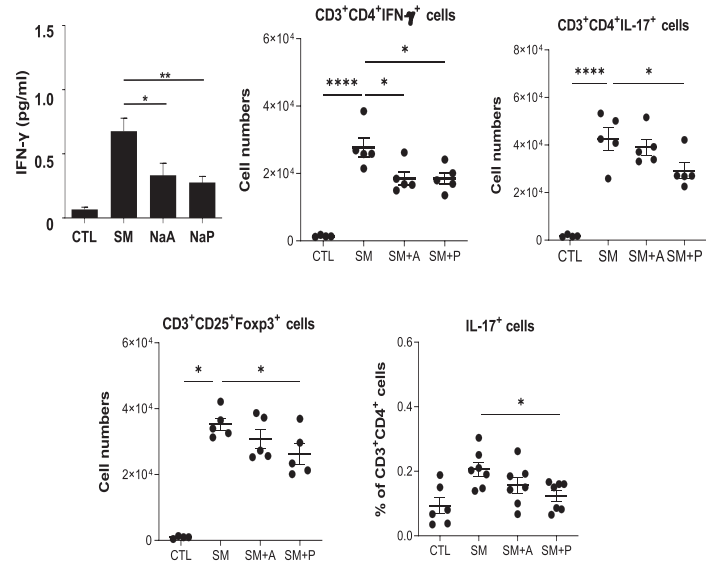 IFN-γ (pg/ml)
1.5
1.0
0.5
0
**
*
CTL SM NaA NaP
CD3⁺CD4⁺IFN-γ⁺ cells
Cell numbers
6×10⁴
4×10⁴
2×10⁴
0
*
**** *
CTL SM SM+A SM+P
CD3⁺CD4⁺IL-17⁺ cells
Cell numbers
8×10⁴
6×10⁴
4×10⁴
2×10⁴
0
**** *
CTL SM SM+A SM+P
CD3⁺CD25⁺Foxp3⁺ cells
Cell numbers
6×10⁴
4×10⁴
2×10⁴
0
* *
CTL SM SM+A SM+P
IL-17⁺ cells
% of CD3⁺CD4⁺ cells
0.6
0.4
0.2
0.0
*
CTL SM SM+A SM+P